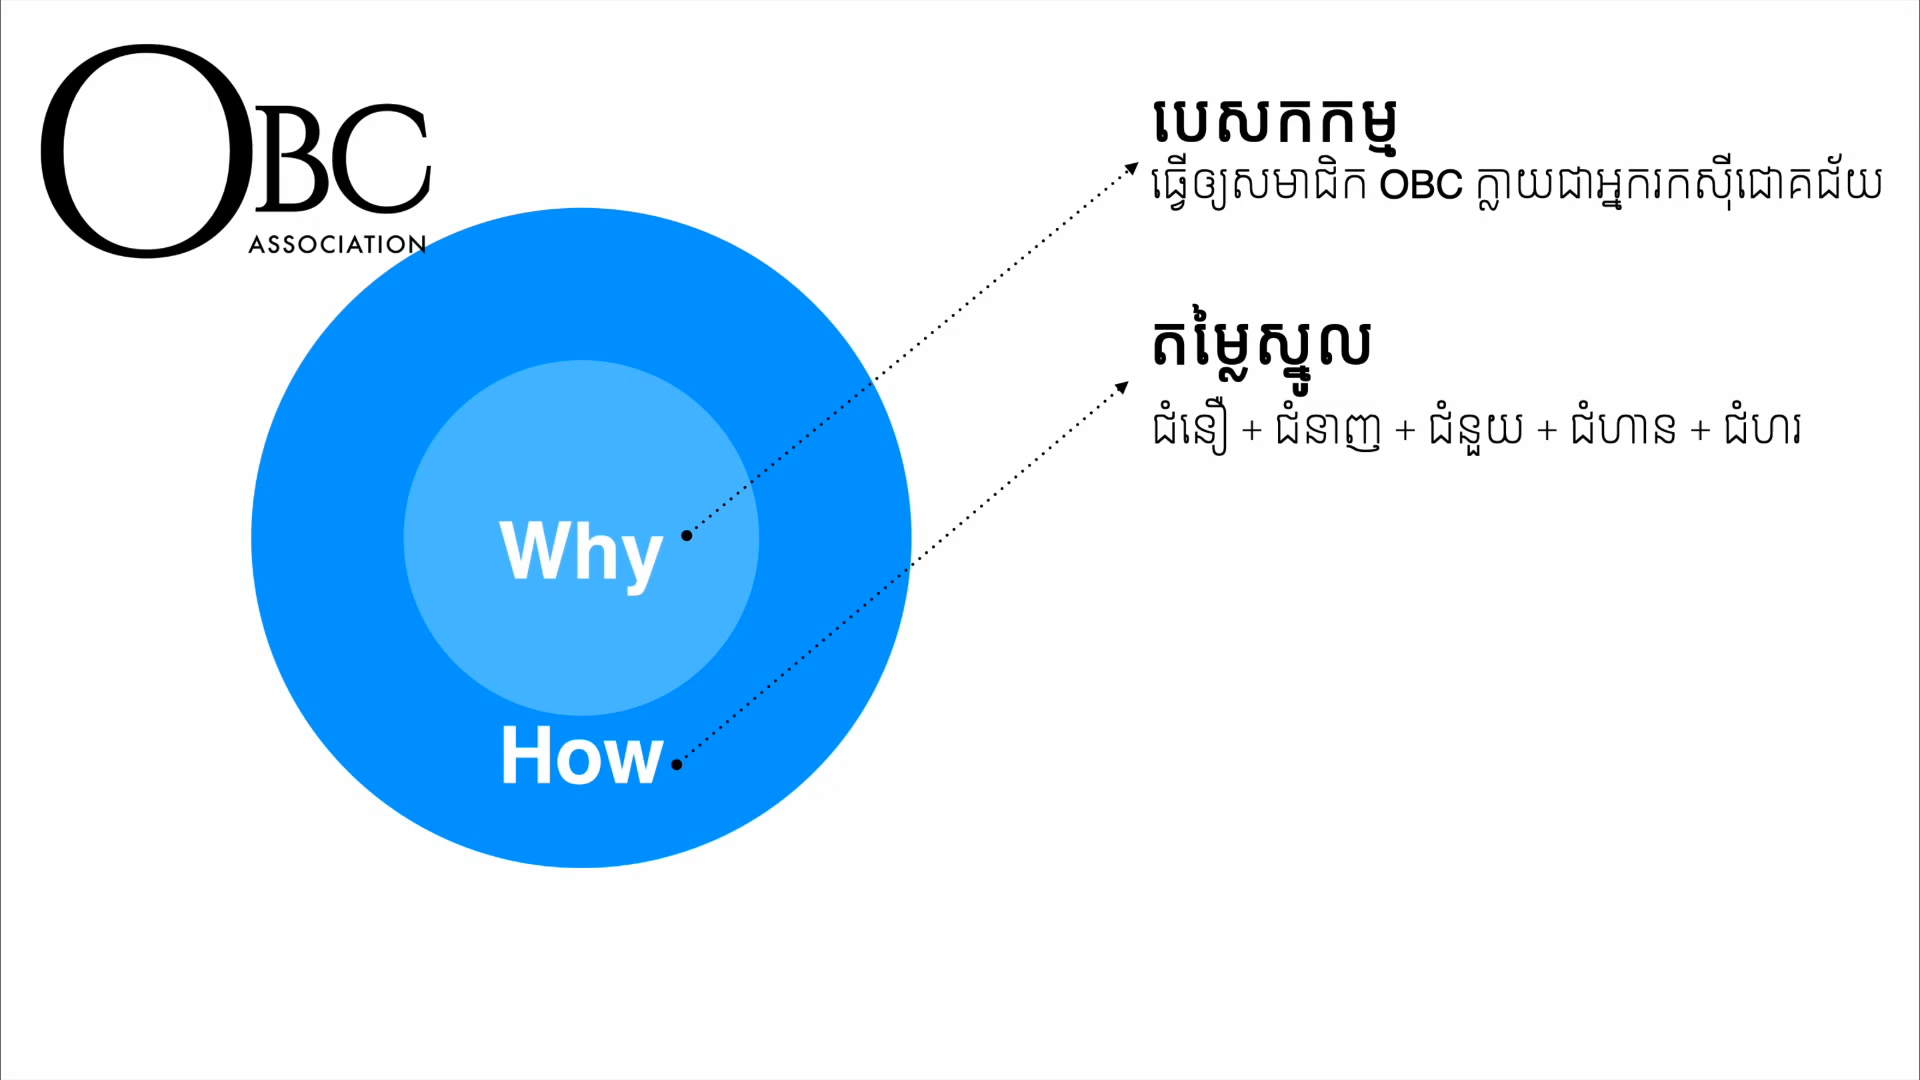 OBC
ASSOCIATION
បេសកកម្ម
ធ្វើឲ្យសមាជិក OBC ក្លាយជាអ្នករកស៊ីជោគជ័យ
តម្លៃស្នូល
ជំនឿ + ជំនាញ + ជំនួយ + ជំហាន + ជំហរ
Why
How